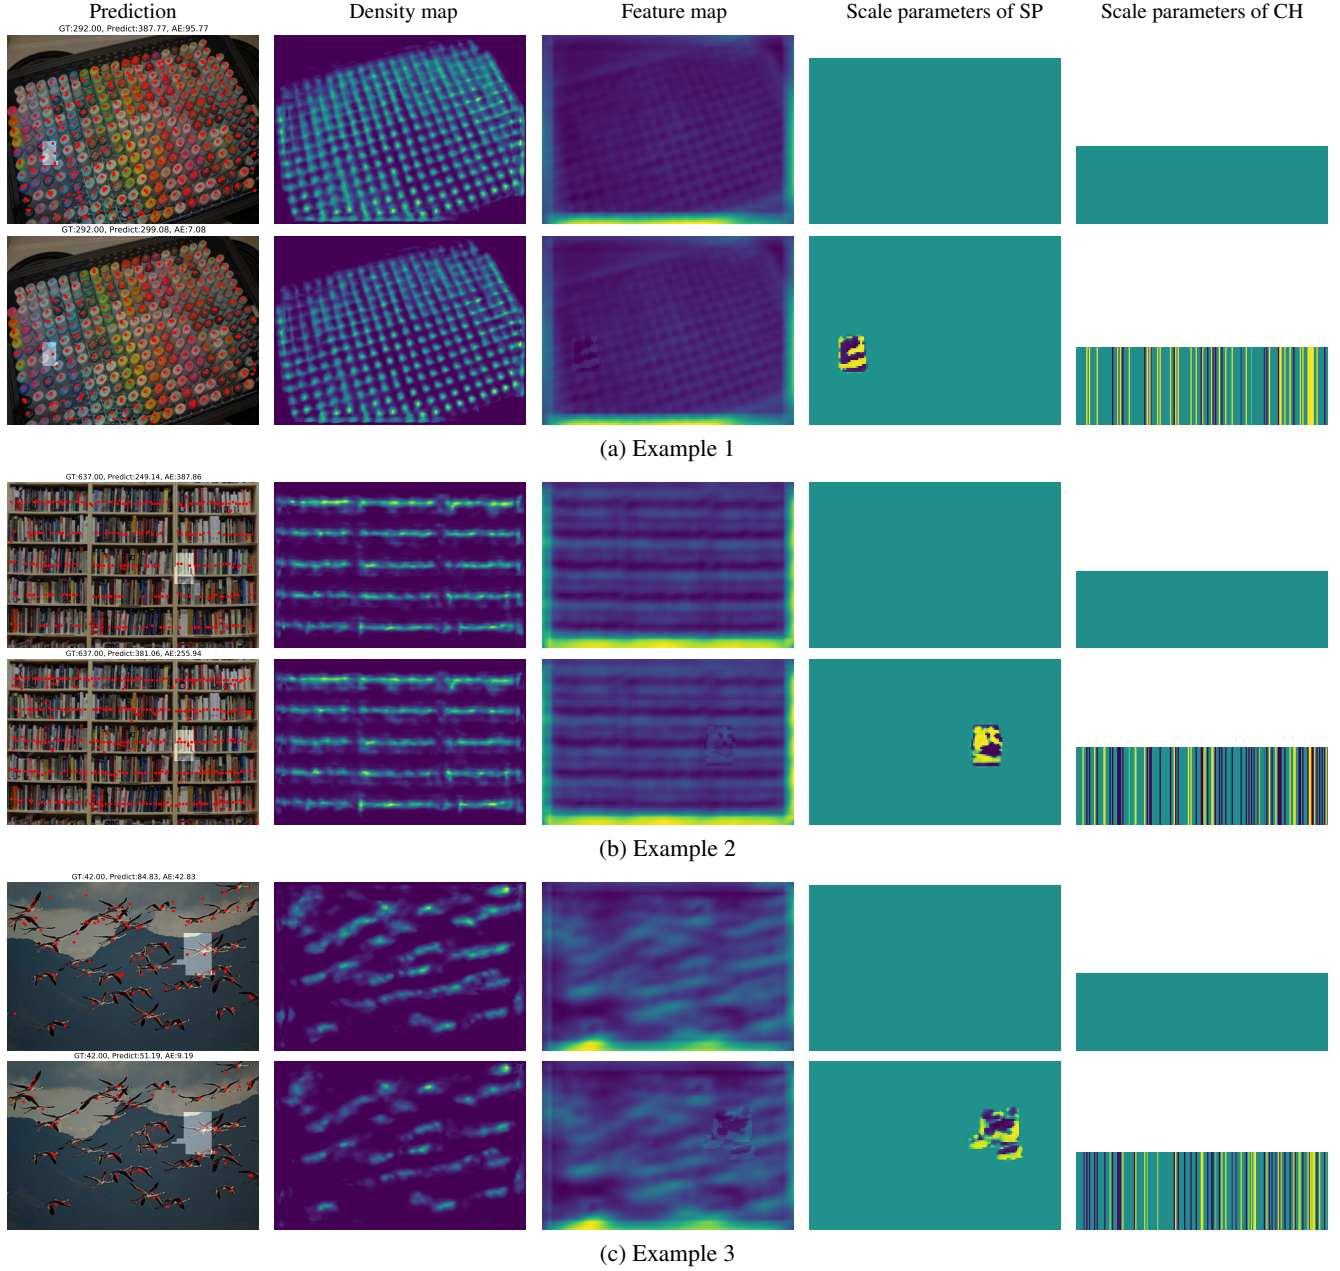 Prediction Density map Feature map Scale parameters of SP Scale parameters of CH
GT:292.00, Predict:387.77, AE:95.77
GT:292.00, Predict:299.08, AE:7.08
(a) Example 1
GT:637.00, Predict:249.14, AE:387.86
GT:637.00, Predict:381.06, AE:255.94
(b) Example 2
GT:42.00, Predict:84.83, AE:42.83
GT:42.00, Predict:51.19, AE:9.19
(c) Example 3